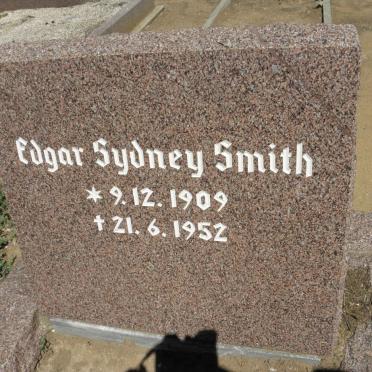 Edgar Sydney Smith
* 9. 12. 1909
† 21. 6. 1952